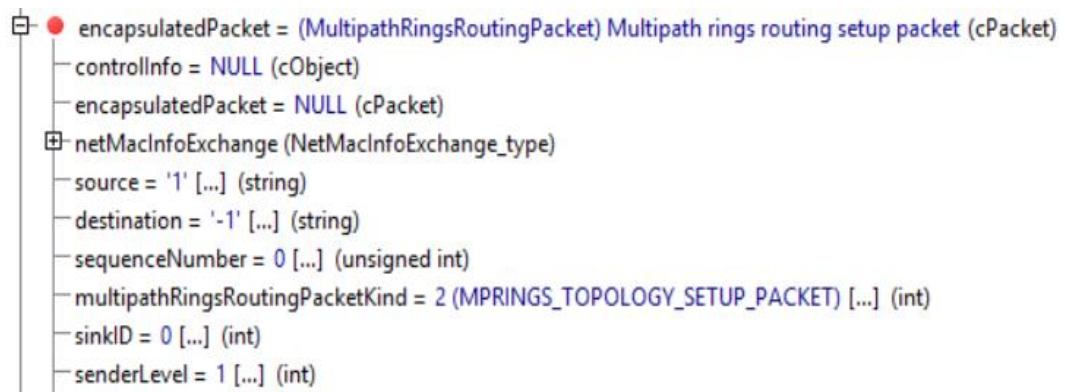 encapsulatedPacket = (MultipathRingsRoutingPacket) Multipath rings routing setup packet (cPacket)
controlInfo = NULL (cObject)
encapsulatedPacket = NULL (cPacket)
netMacInfoExchange (NetMacInfoExchange_type)
source = '1' [...] (string)
destination = '-1' [...] (string)
sequenceNumber = 0 [...] (unsigned int)
multipathRingsRoutingPacketKind = 2 (MPRINGS_TOPOLOGY_SETUP_PACKET) [...] (int)
sinkID = 0 [...] (int)
senderLevel = 1 [...] (int)